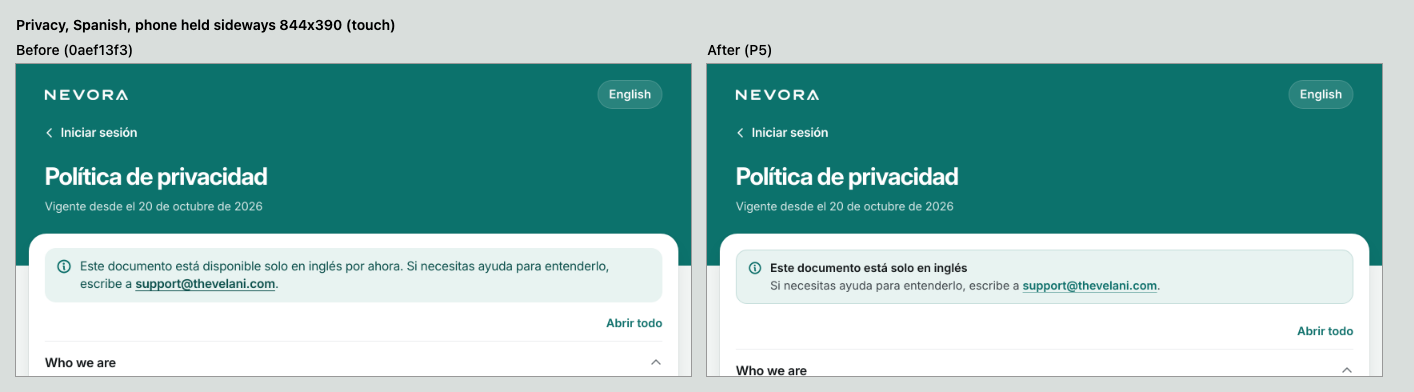 Privacy, Spanish, phone held sideways 844x390 (touch)
Before (0aef13f3)
NEVORA
English
Iniciar sesión
Política de privacidad
Vigente desde el 20 de octubre de 2026
Este documento está disponible solo en inglés por ahora. Si necesitas ayuda para entenderlo,
escribe a support@thevelani.com.
Abrir todo
Who we are
After (P5)
NEVORA
English
Iniciar sesión
Política de privacidad
Vigente desde el 20 de octubre de 2026
Este documento está solo en inglés
Si necesitas ayuda para entenderlo, escribe a support@thevelani.com.
Abrir todo
Who we are